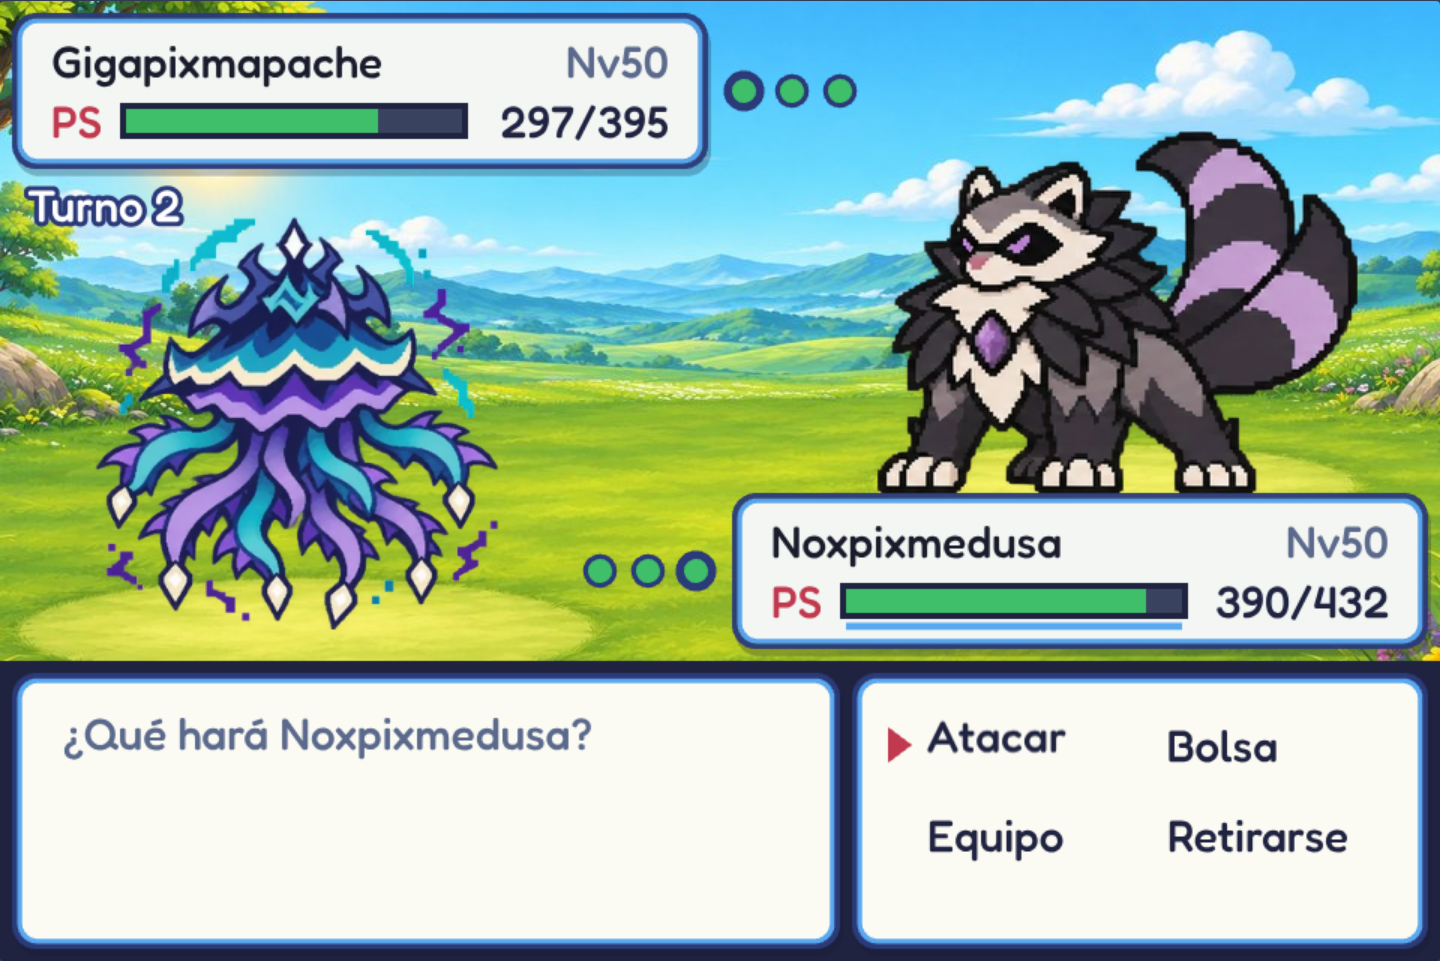 Gigapixmapache Nv50
PS 297/395
Turno 2
Noxpixmedusa Nv50
PS 390/432
¿Qué hará Noxpixmedusa?
Atacar Bolsa
Equipo Retirarse